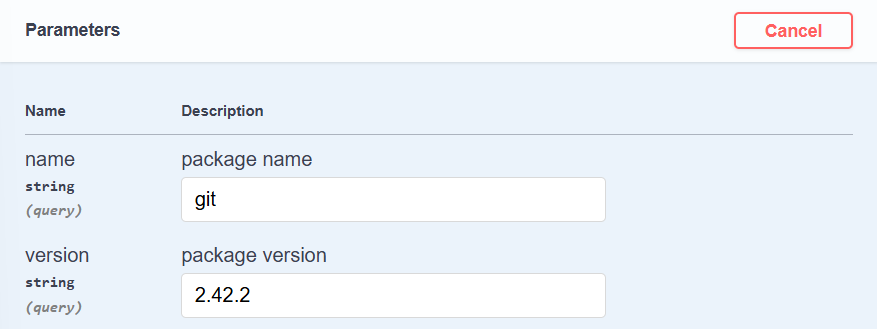 Parameters
Cancel
Name Description
name package name
string
(query)
git
version package version
string
(query)
2.42.2